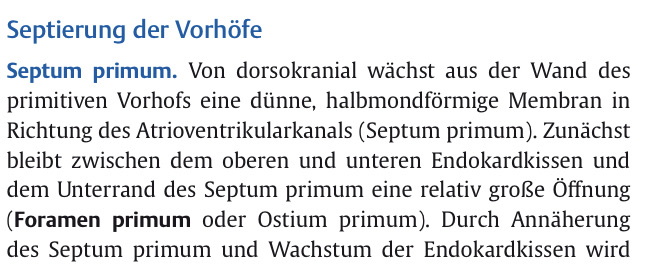 Septierung der Vorhöfe
Septum primum. Von dorsokranial wächst aus der Wand des
primitiven Vorhofs eine dünne, halbmondförmige Membran in
Richtung des Atrioventrikularkanals (Septum primum). Zunächst
bleibt zwischen dem oberen und unteren Endokardkissen und
dem Unterrand des Septum primum eine relativ große Öffnung
(Foramen primum oder Ostium primum). Durch Annäherung
des Septum primum und Wachstum der Endokardkissen wird